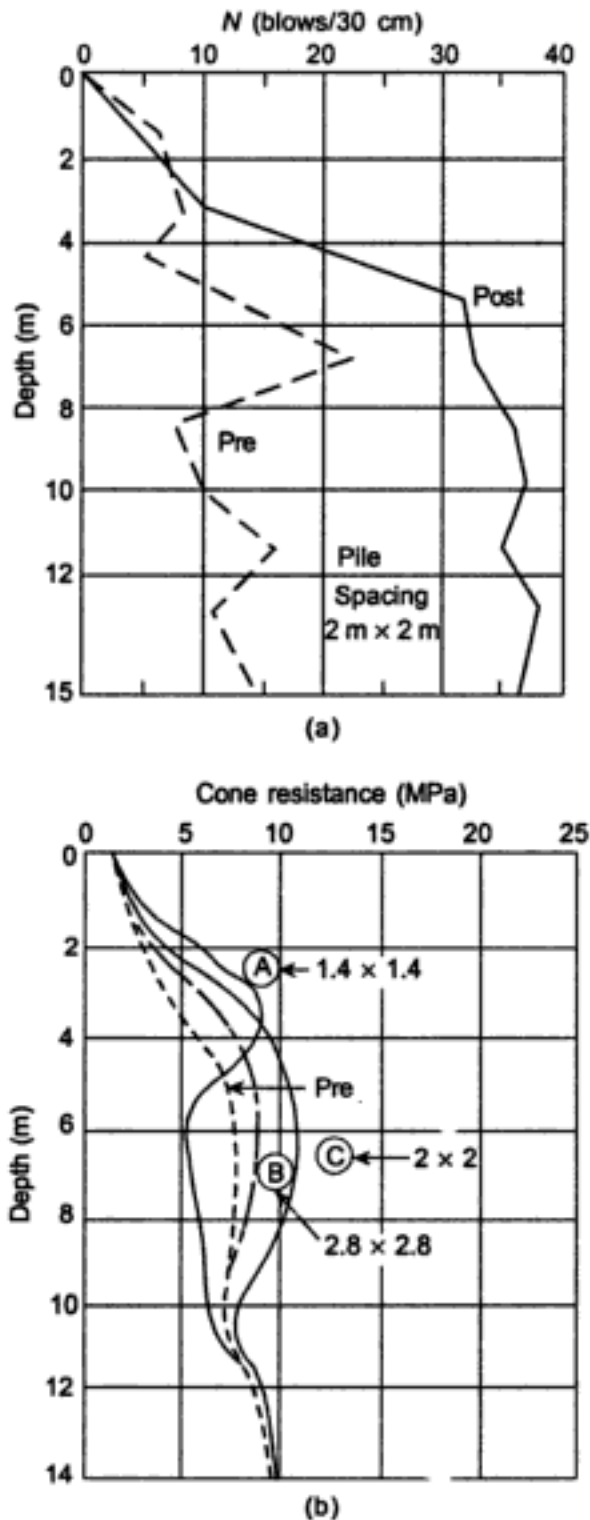 N (blows/30 cm)
0 10 20 30 40
0
2
4
6
8
10
12
15
Depth (m)
Post
Pre
Pile
Spacing
2 m × 2 m
(a)
Cone resistance (MPa)
0 5 10 15 20 25
0
2
4
6
8
10
12
14
Depth (m)
A 1.4 × 1.4
Pre
C 2 × 2
B
2.8 × 2.8
(b)